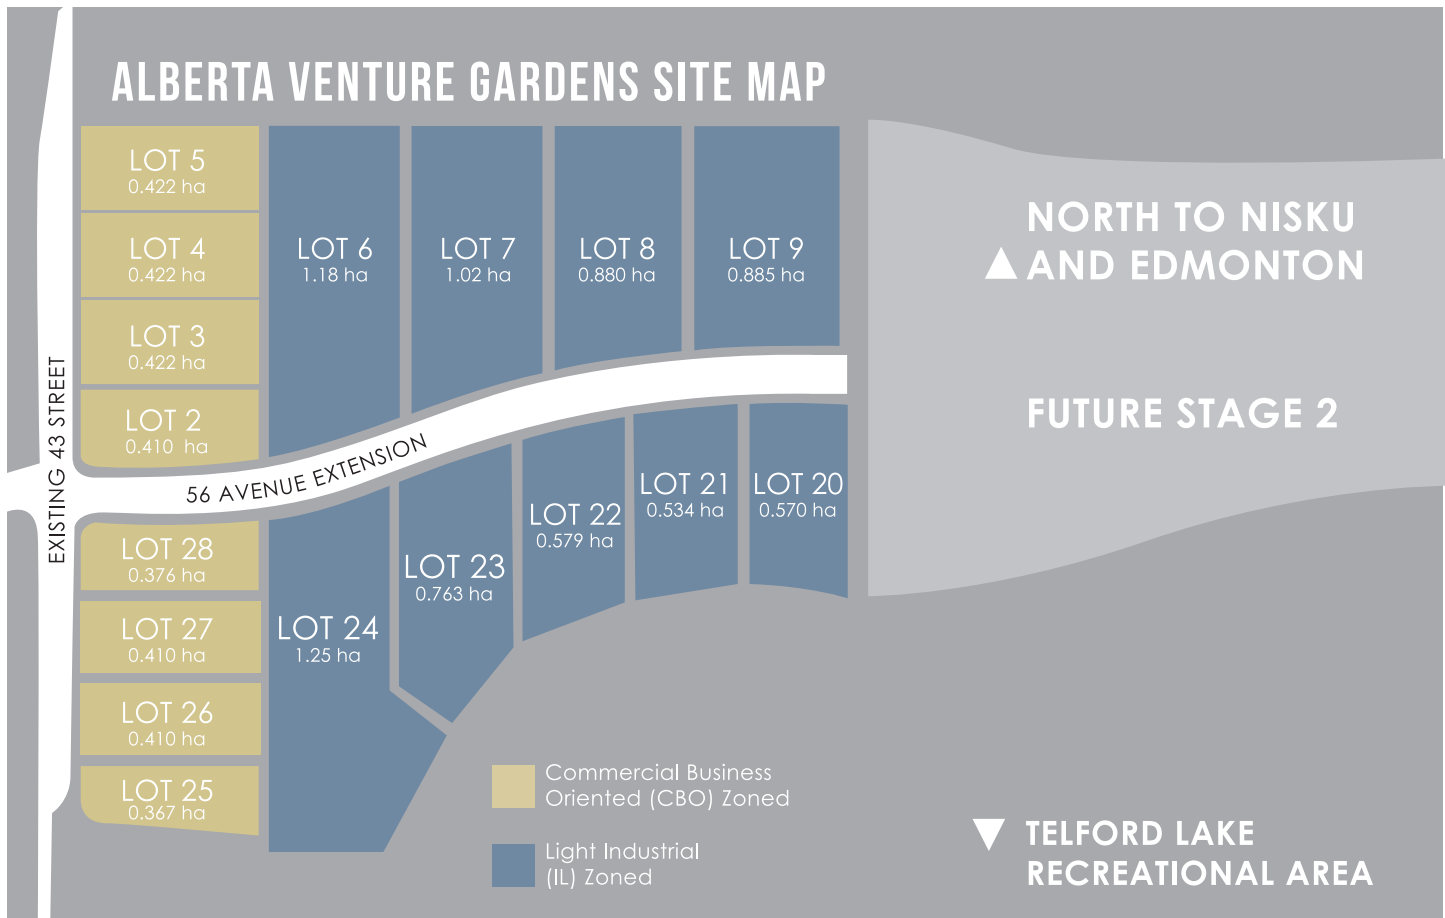 ALBERTA VENTURE GARDENS SITE MAP
LOT 5
0.422 ha
LOT 4
0.422 ha
LOT 3
0.422 ha
LOT 2
0.410 ha
LOT 6
1.18 ha
LOT 7
1.02 ha
LOT 8
0.880 ha
LOT 9
0.885 ha
NORTH TO NISKU
AND EDMONTON
FUTURE STAGE 2
EXISTING 43 STREET
56 AVENUE EXTENSION
LOT 28
0.376 ha
LOT 27
0.410 ha
LOT 26
0.410 ha
LOT 25
0.367 ha
LOT 24
1.25 ha
LOT 23
0.763 ha
LOT 22
0.579 ha
LOT 21
0.534 ha
LOT 20
0.570 ha
Commercial Business
Oriented (CBO) Zoned
Light Industrial
(IL) Zoned
TELFORD LAKE
RECREATIONAL AREA